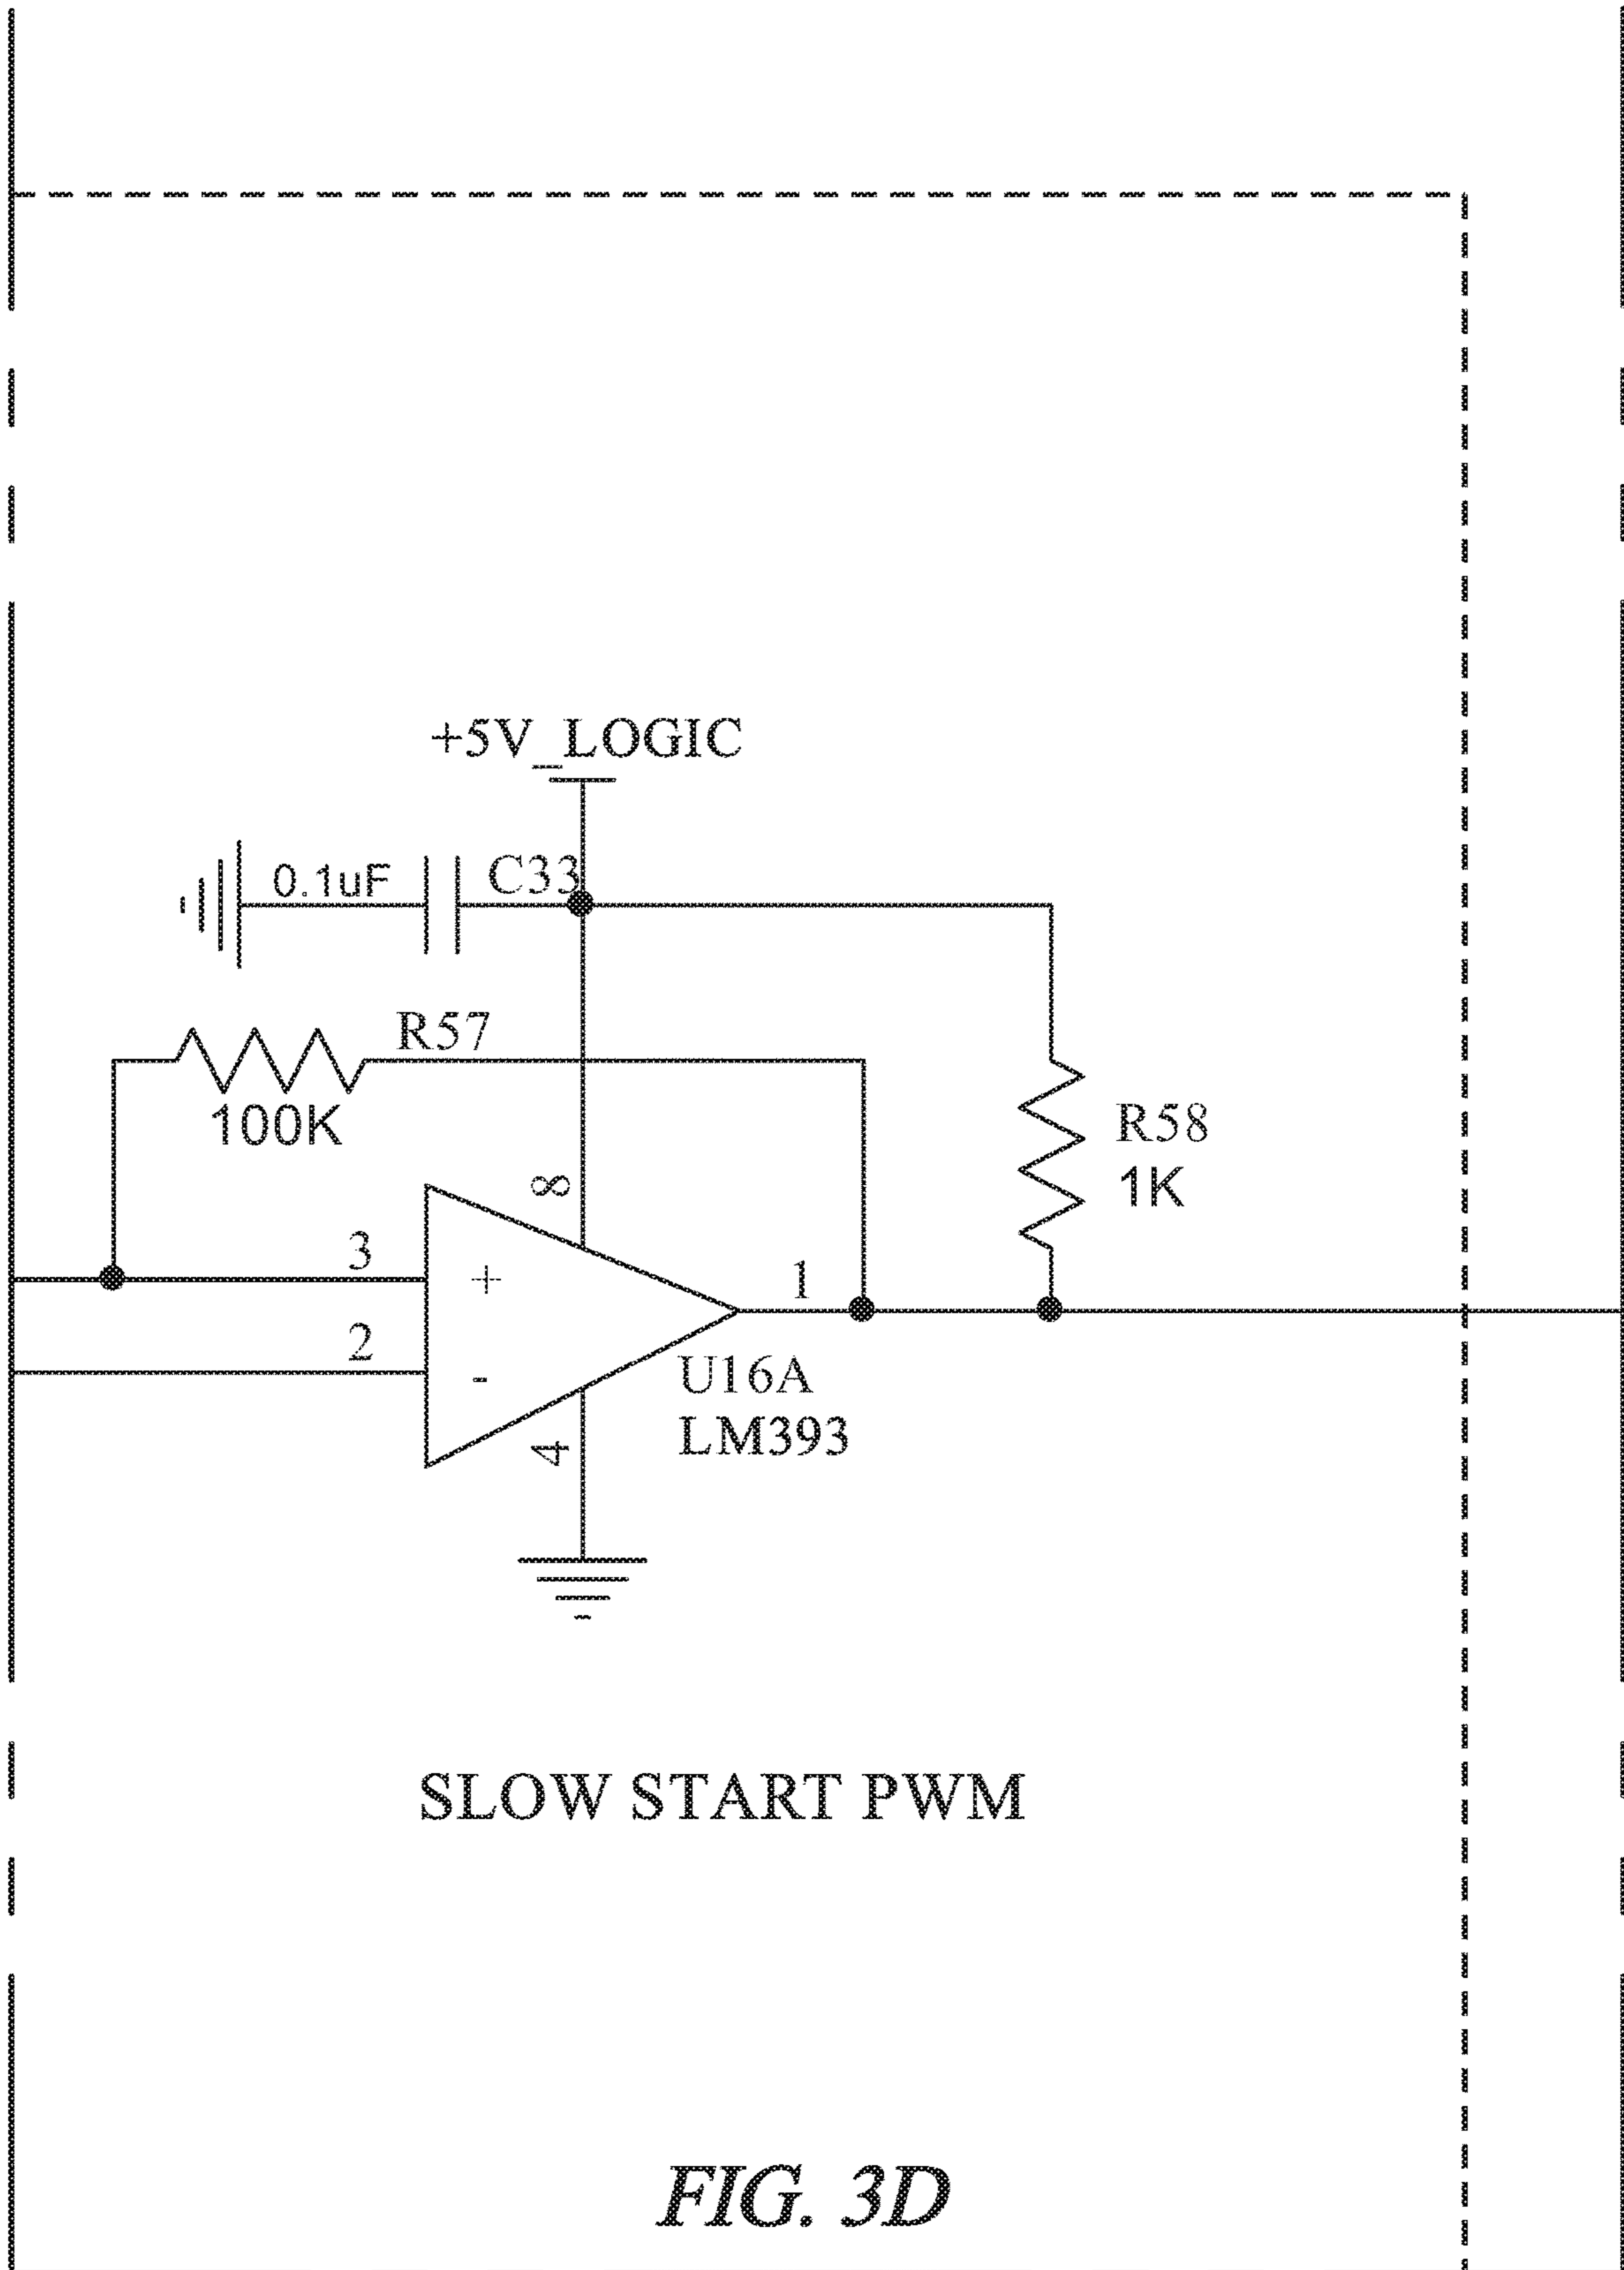 +5V_LOGIC
0.1uF
C33
R57
100K
R58
1K
8
3
+
1
2
-
U16A
LM393
4
SLOW START PWM
FIG. 3D